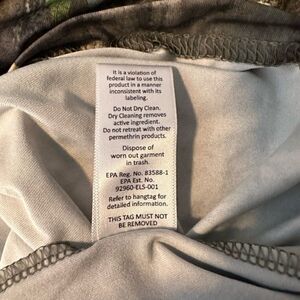 It is a violation of
federal law to use this
product in a manner
inconsistent with its
labeling.
Do Not Dry Clean.
Dry Cleaning removes
active ingredient.
Do not retreat with other
permethrin products.
Dispose of
worn out garment
in trash.
EPA Reg. No. 83588-1
EPA Est. No.
92960-ELS-001
Refer to hangtag for
detailed information.
THIS TAG MUST NOT
BE REMOVED